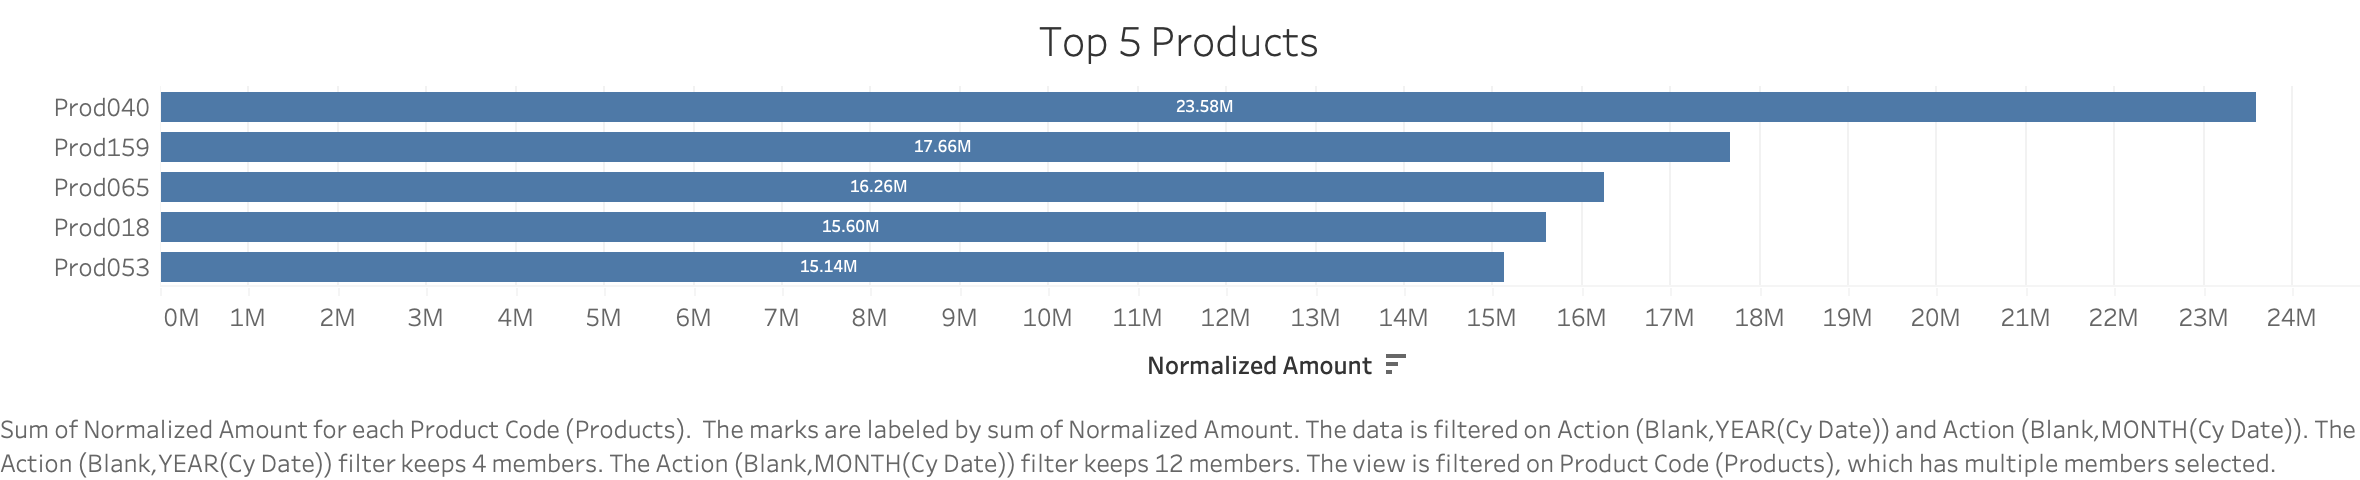 Top 5 Products
Prod040 23.58M
Prod159 17.66M
Prod065 16.26M
Prod018 15.60M
Prod053 15.14M
0M 1M 2M 3M 4M 5M 6M 7M 8M 9M 10M 11M 12M 13M 14M 15M 16M 17M 18M 19M 20M 21M 22M 23M 24M
Normalized Amount
Sum of Normalized Amount for each Product Code (Products).  The marks are labeled by sum of Normalized Amount. The data is filtered on Action (Blank,YEAR(Cy Date)) and Action (Blank,MONTH(Cy Date)). The
Action (Blank,YEAR(Cy Date)) filter keeps 4 members. The Action (Blank,MONTH(Cy Date)) filter keeps 12 members. The view is filtered on Product Code (Products), which has multiple members selected.